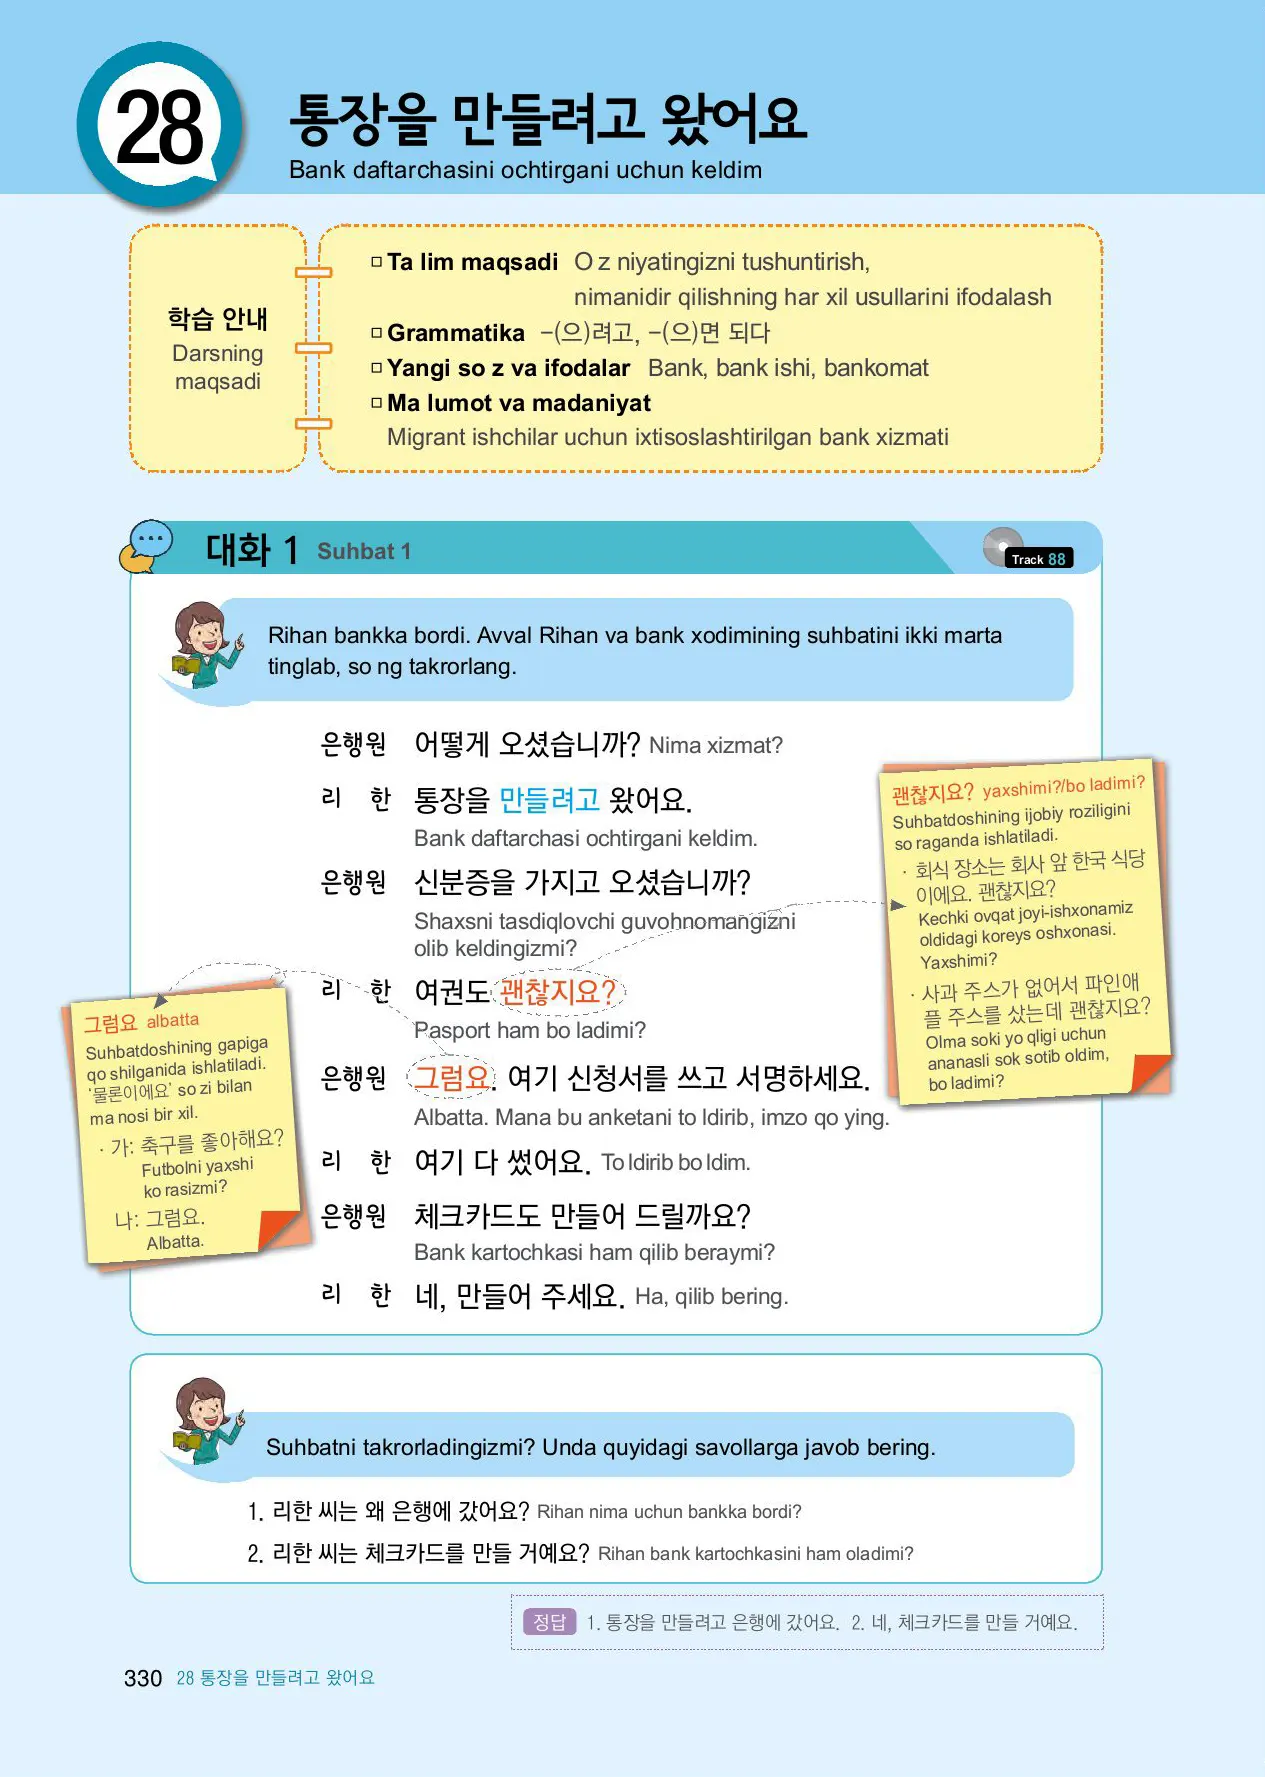 28
통장을 만들려고 왔어요
Bank daftarchasini ochtirgani uchun keldim
학습 안내
Darsning
maqsadi
Ta lim maqsadi O z niyatingizni tushuntirish,
nimanidir qilishning har xil usullarini ifodalash
Grammatika -(으)려고, -(으)면 되다
Yangi so z va ifodalar Bank, bank ishi, bankomat
Ma lumot va madaniyat
Migrant ishchilar uchun ixtisoslashtirilgan bank xizmati
대화 1 Suhbat 1
Track 88
Rihan bankka bordi. Avval Rihan va bank xodimining suhbatini ikki marta
tinglab, so ng takrorlang.
은행원 어떻게 오셨습니까? Nima xizmat?
리 한 통장을 만들려고 왔어요.
Bank daftarchasi ochtirgani keldim.
은행원 신분증을 가지고 오셨습니까?
Shaxsni tasdiqlovchi guvohnomangizni
olib keldingizmi?
리 한 여권도 괜찮지요?
Pasport ham bo ladimi?
은행원 그럼요. 여기 신청서를 쓰고 서명하세요.
Albatta. Mana bu anketani to ldirib, imzo qo ying.
리 한 여기 다 썼어요. To ldirib bo ldim.
은행원 체크카드도 만들어 드릴까요?
Bank kartochkasi ham qilib beraymi?
리 한 네, 만들어 주세요. Ha, qilib bering.
괜찮지요? yaxshimi?/bo ladimi?
Suhbatdoshining ijobiy roziligini
so raganda ishlatiladi.
· 회식 장소는 회사 앞 한국 식당
이에요. 괜찮지요?
Kechki ovqat joyi-ishxonamiz
oldidagi koreys oshxonasi.
Yaxshimi?
· 사과 주스가 없어서 파인애
플 주스를 샀는데 괜찮지요?
Olma soki yo qligi uchun
ananasli sok sotib oldim,
bo ladimi?
그럼요 albatta
Suhbatdoshining gapiga
qo shilganida ishlatiladi.
‘물론이에요’ so zi bilan
ma nosi bir xil.
· 가: 축구를 좋아해요?
Futbolni yaxshi
ko rasizmi?
나: 그럼요.
Albatta.
Suhbatni takrorladingizmi? Unda quyidagi savollarga javob bering.
1. 리한 씨는 왜 은행에 갔어요? Rihan nima uchun bankka bordi?
2. 리한 씨는 체크카드를 만들 거예요? Rihan bank kartochkasini ham oladimi?
정답 1. 통장을 만들려고 은행에 갔어요. 2. 네, 체크카드를 만들 거예요.
330 28 통장을 만들려고 왔어요